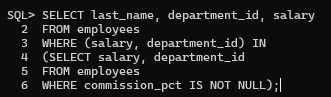 SQL> SELECT last_name, department_id, salary
2 FROM employees
3 WHERE (salary, department_id) IN
4 (SELECT salary, department_id
5 FROM employees
6 WHERE commission_pct IS NOT NULL);